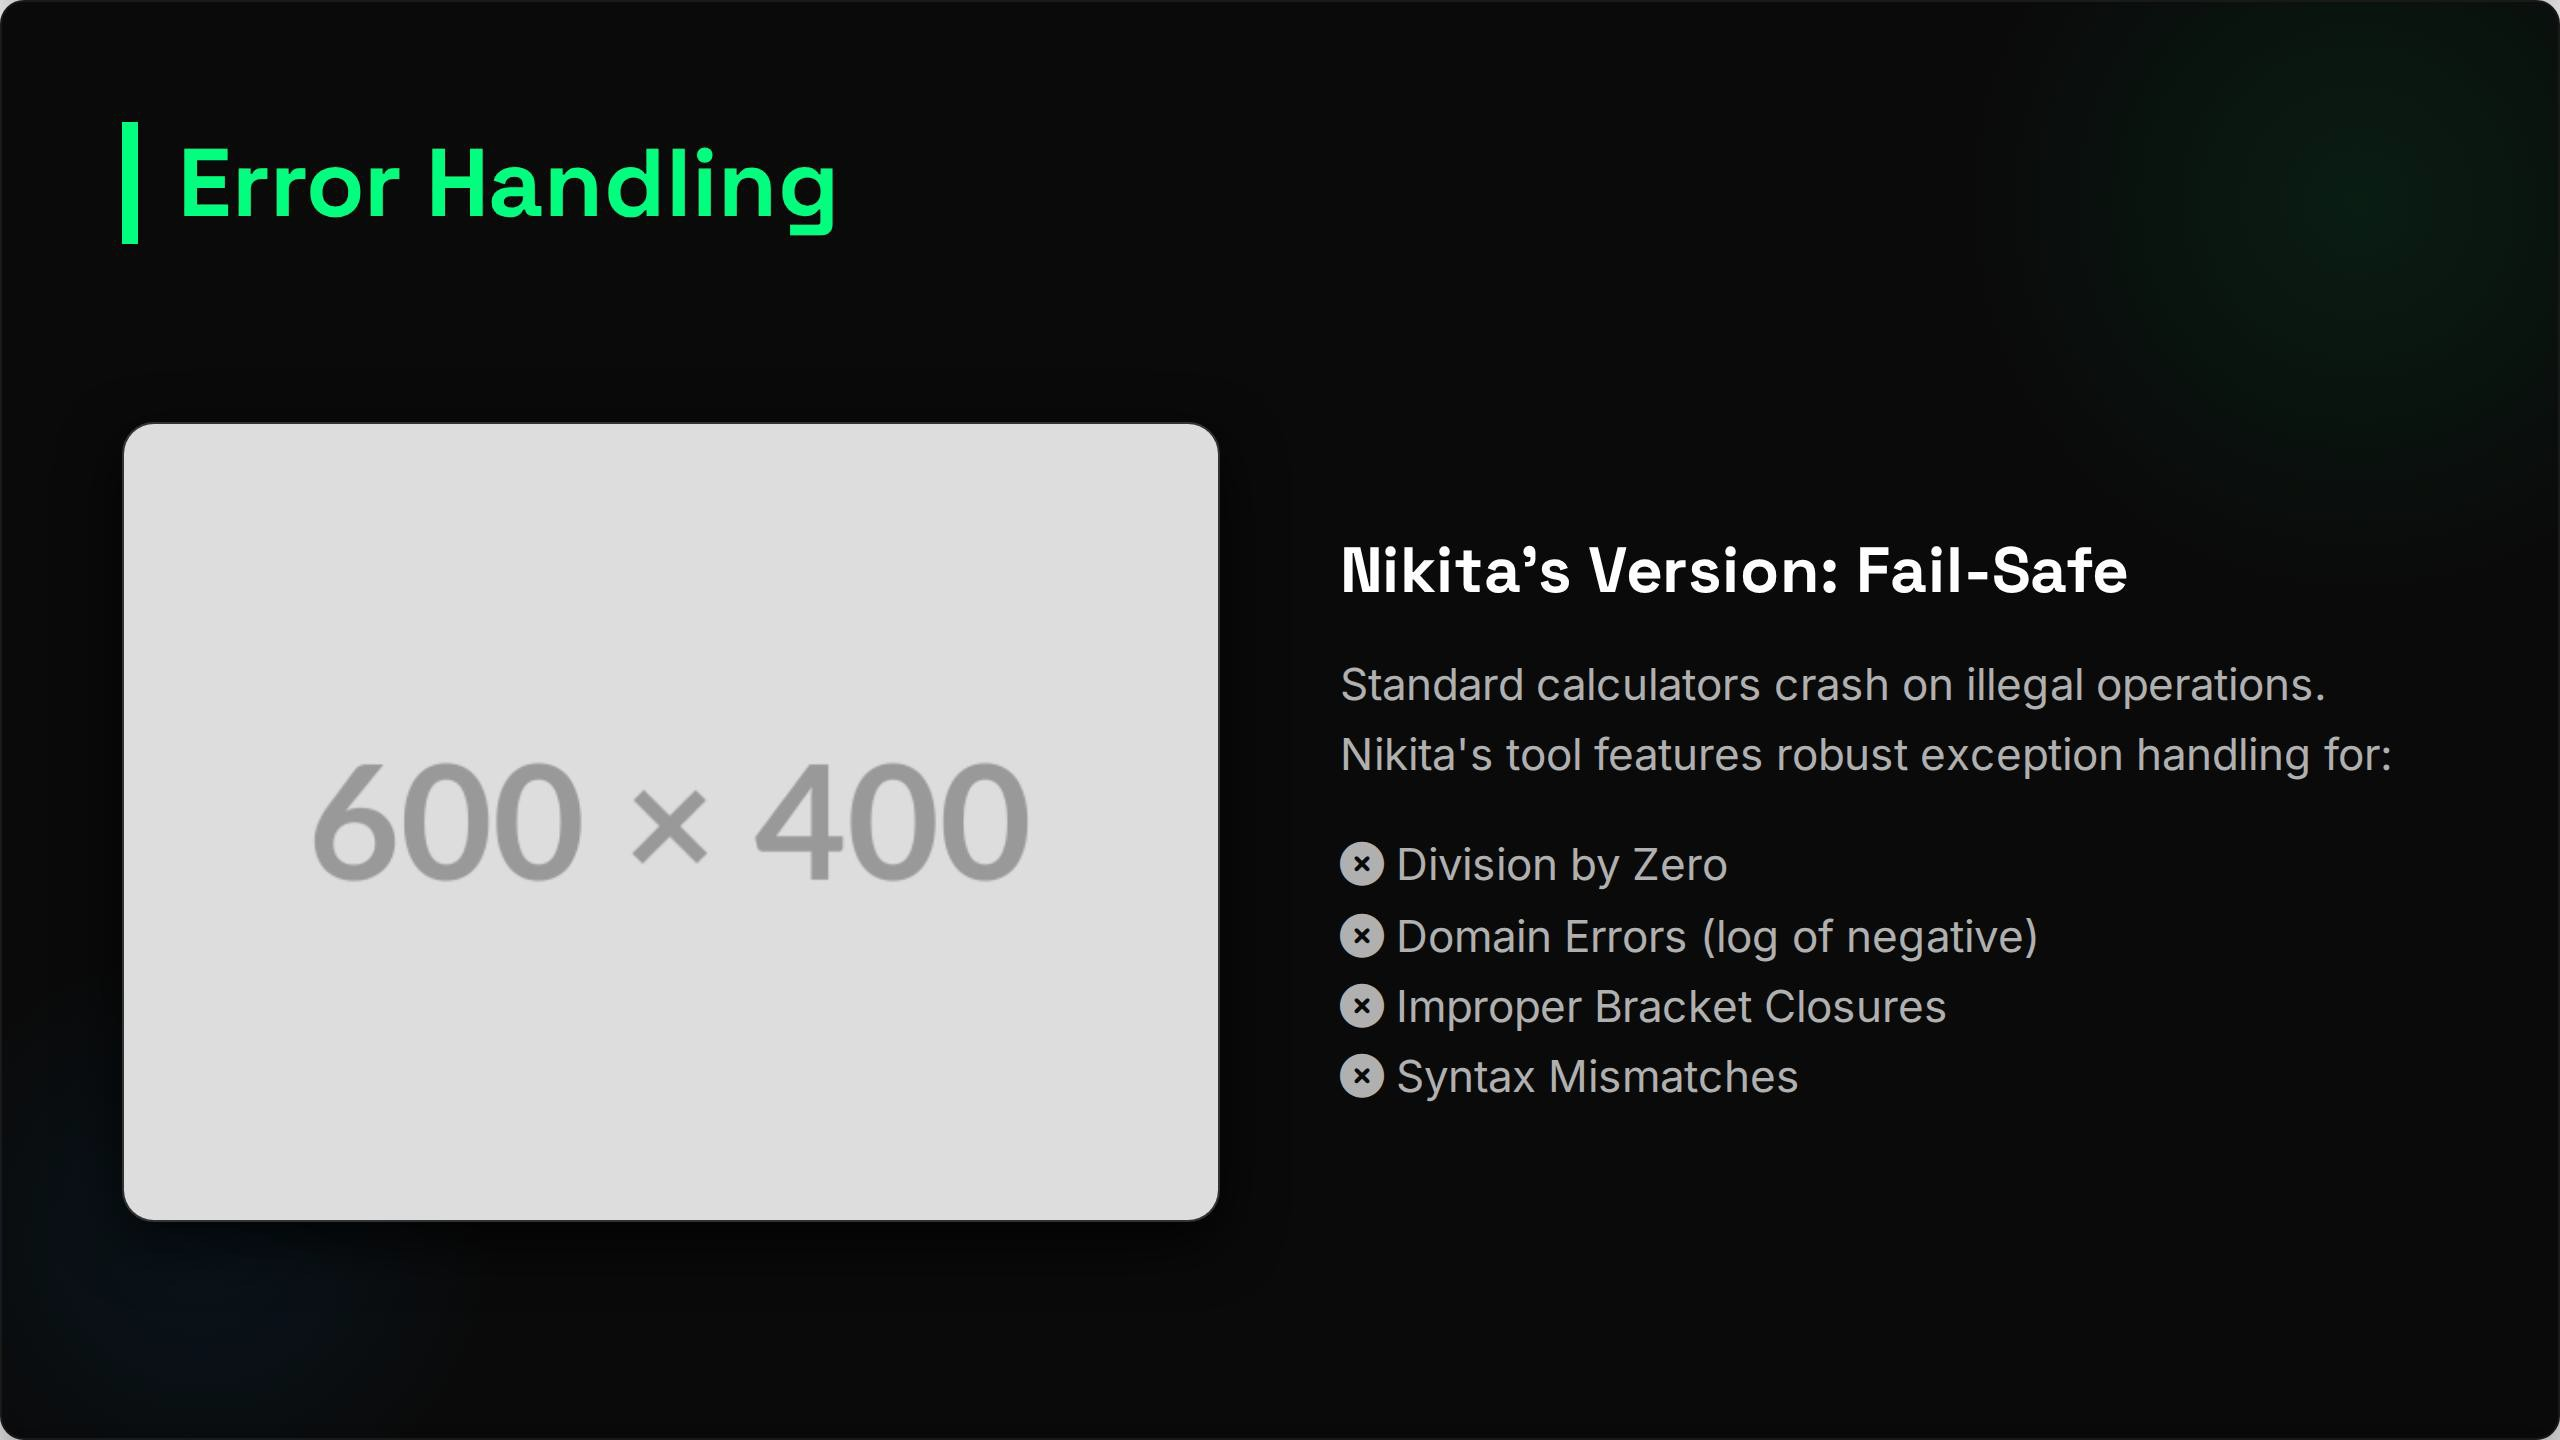 Error Handling
600 × 400
Nikita’s Version: Fail-Safe
Standard calculators crash on illegal operations.
Nikita's tool features robust exception handling for:
Division by Zero
Domain Errors (log of negative)
Improper Bracket Closures
Syntax Mismatches